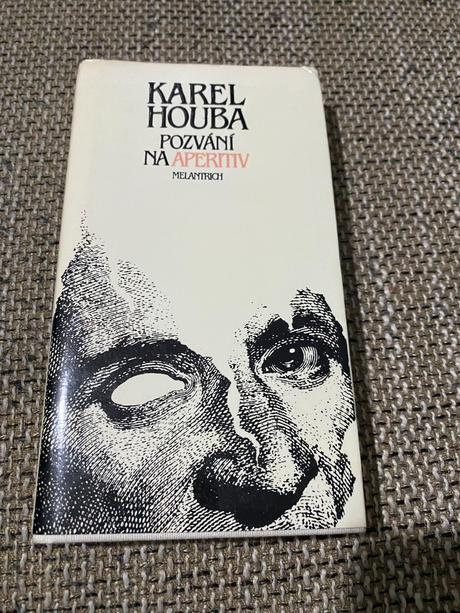 KAREL
HOUBA
POZVÁNÍ
NA APERITIV
MELANTRICH